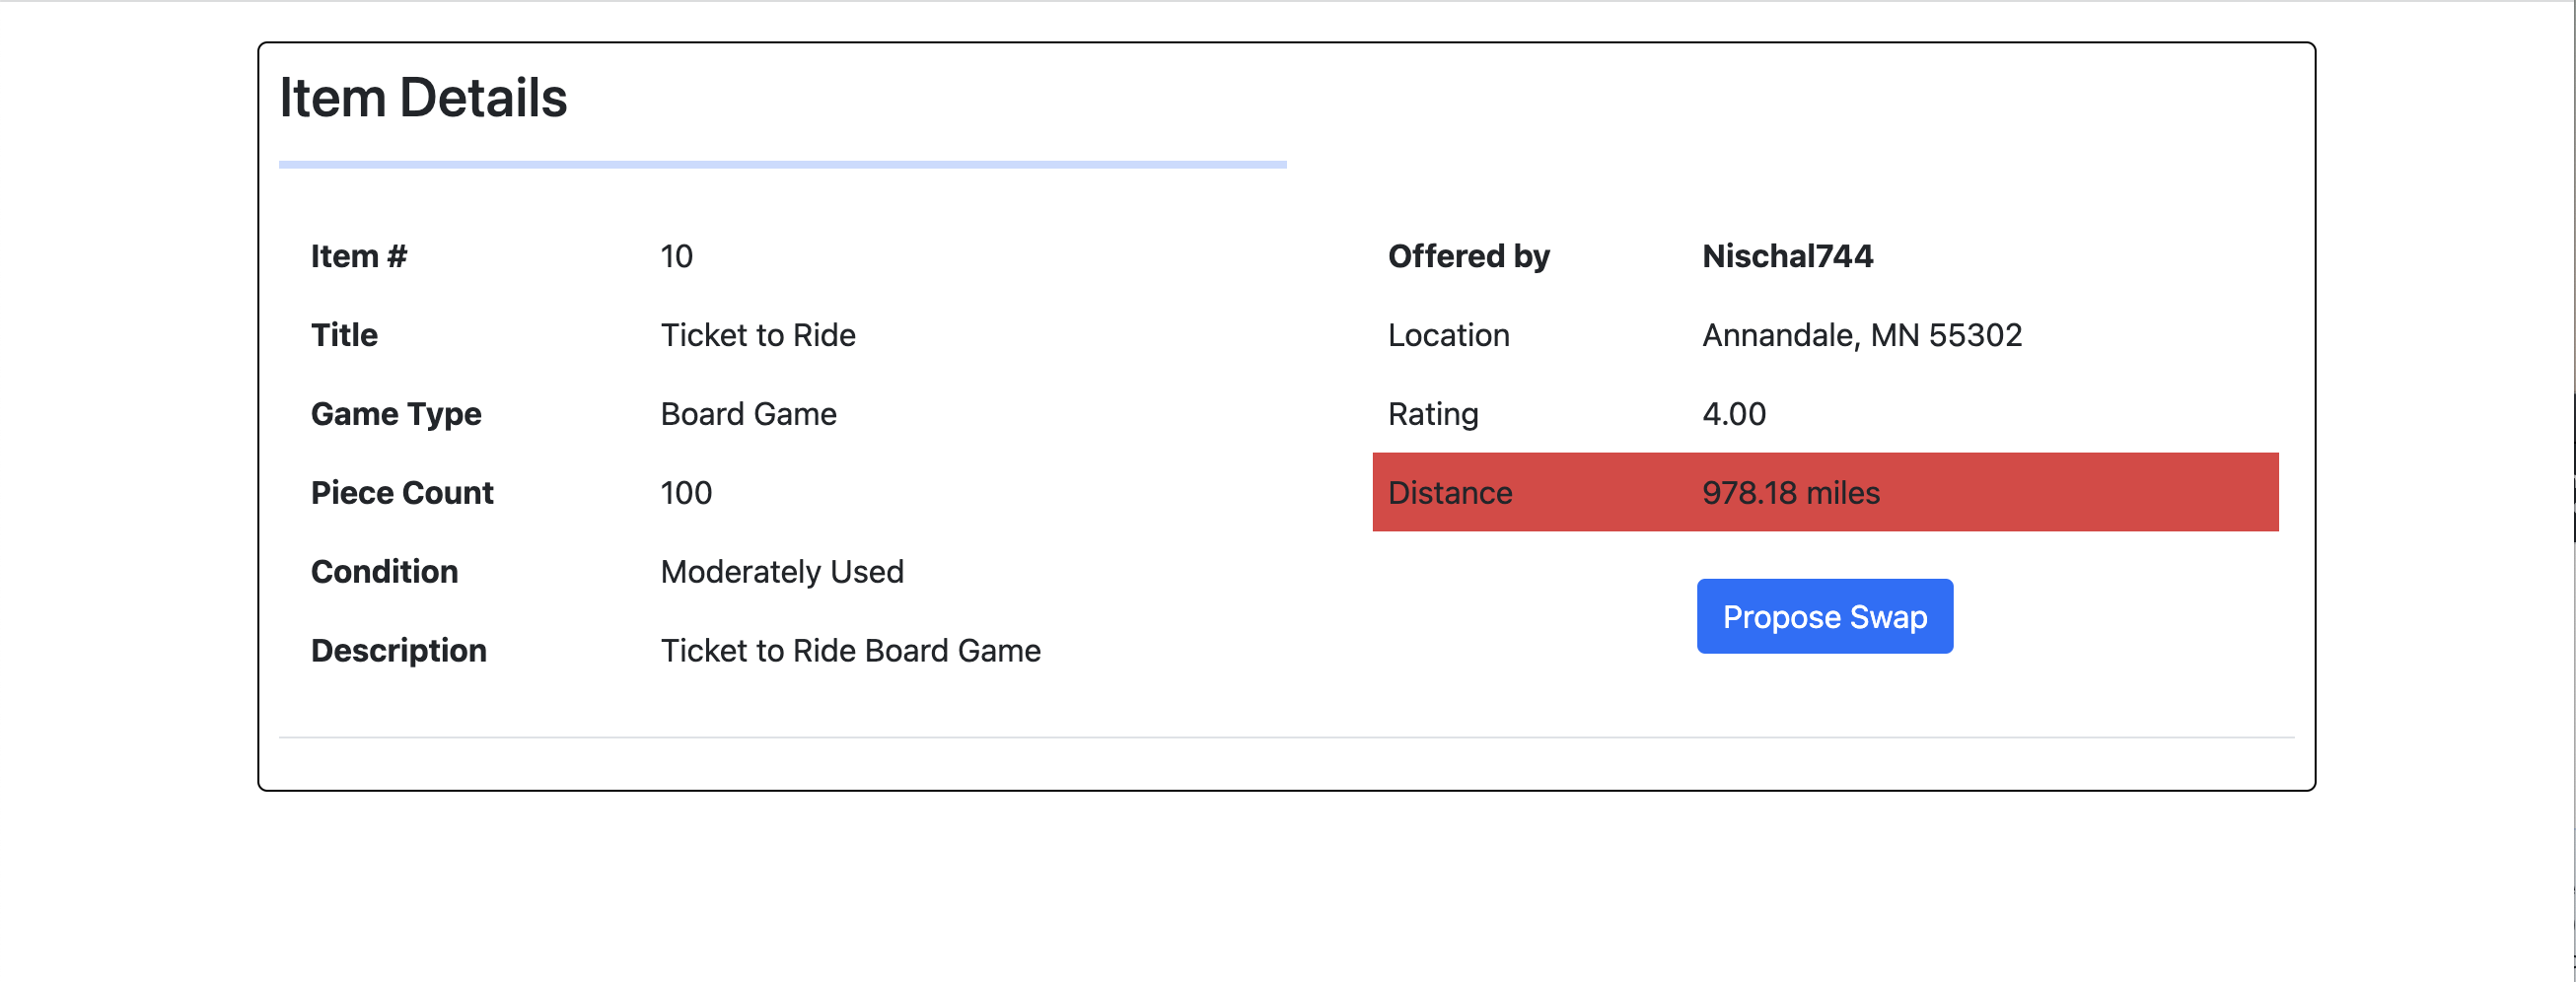 Item Details
Item # 10
Title Ticket to Ride
Game Type Board Game
Piece Count 100
Condition Moderately Used
Description Ticket to Ride Board Game
Offered by Nischal744
Location Annandale, MN 55302
Rating 4.00
Distance 978.18 miles
Propose Swap